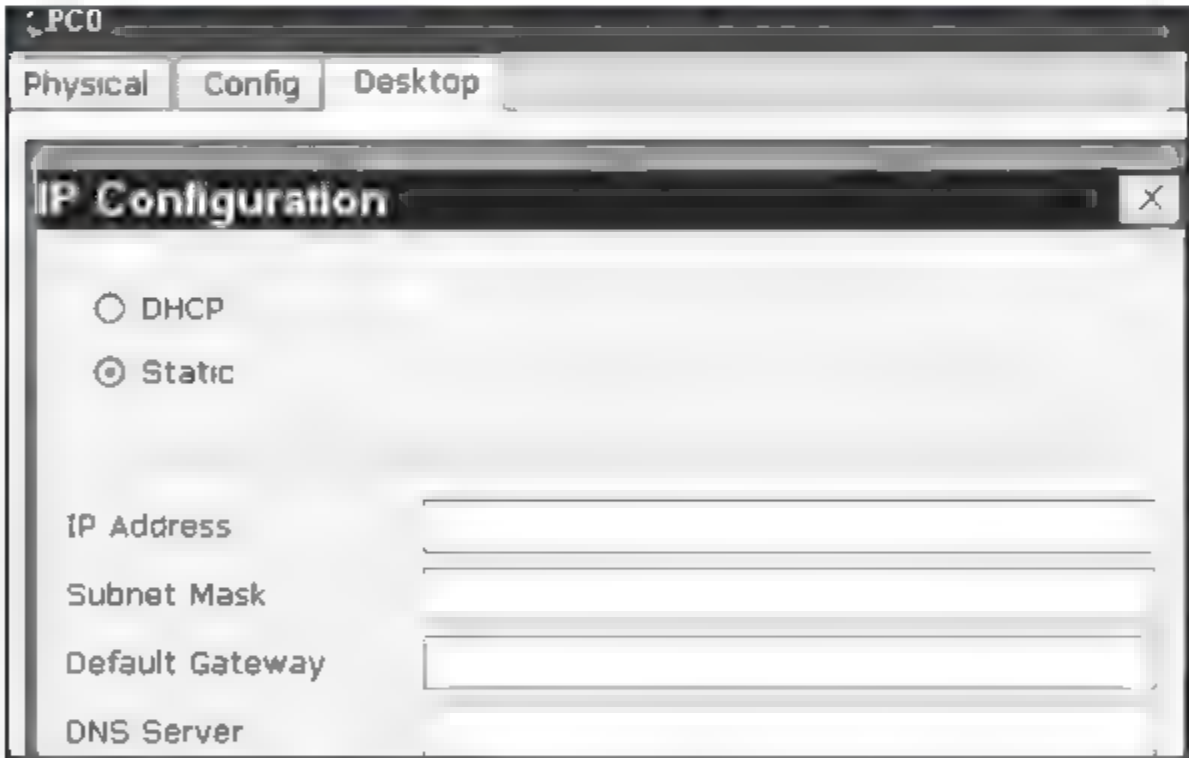 PC0
Physical Config Desktop
IP Configuration X
DHCP
Static
IP Address
Subnet Mask
Default Gateway
DNS Server